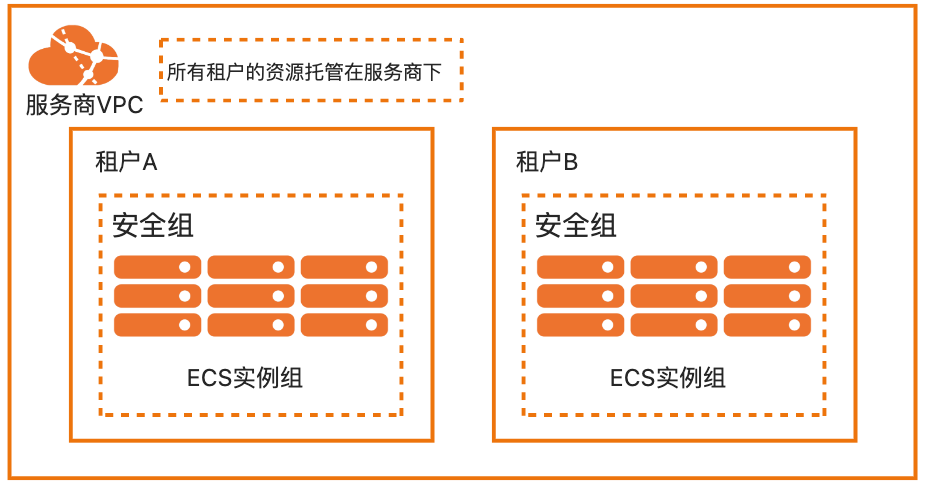 所有租户的资源托管在服务商下
服务商VPC
租户A
安全组
ECS实例组
租户B
安全组
ECS实例组